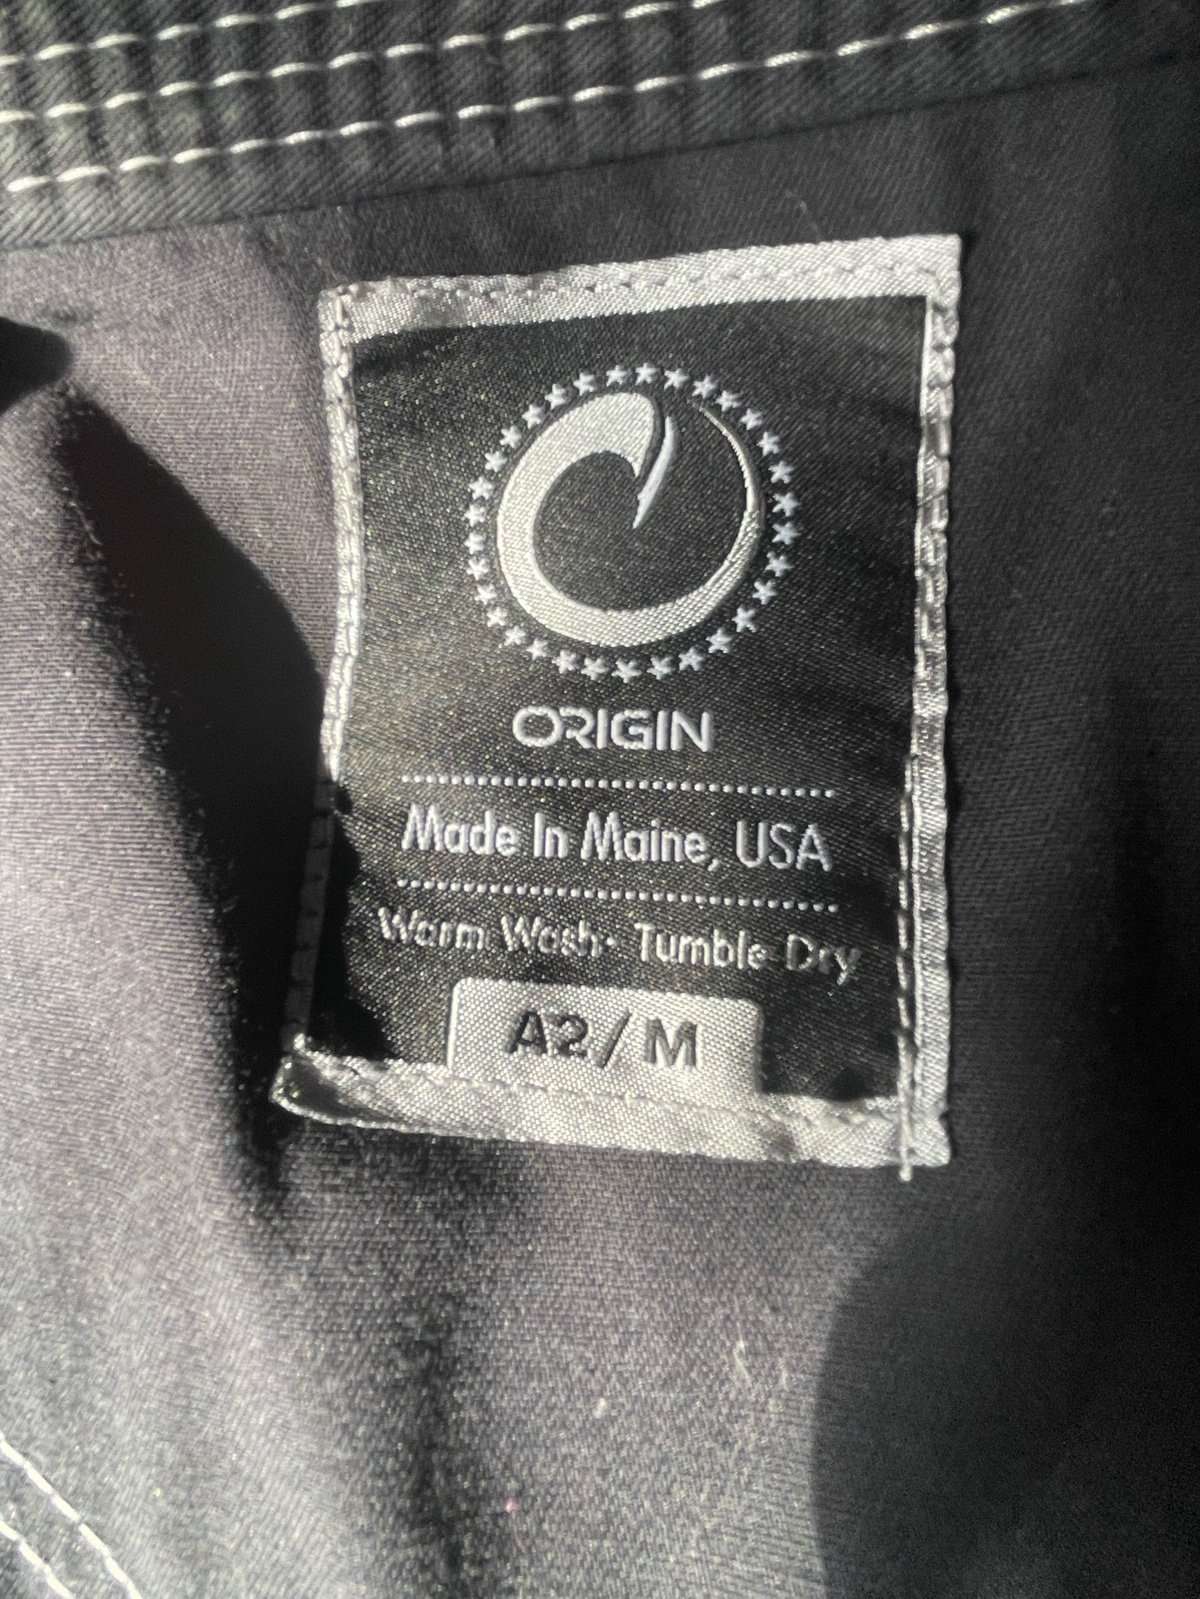 ORIGIN
Made In Maine, USA
Warm Wash · Tumble Dry
A2/M